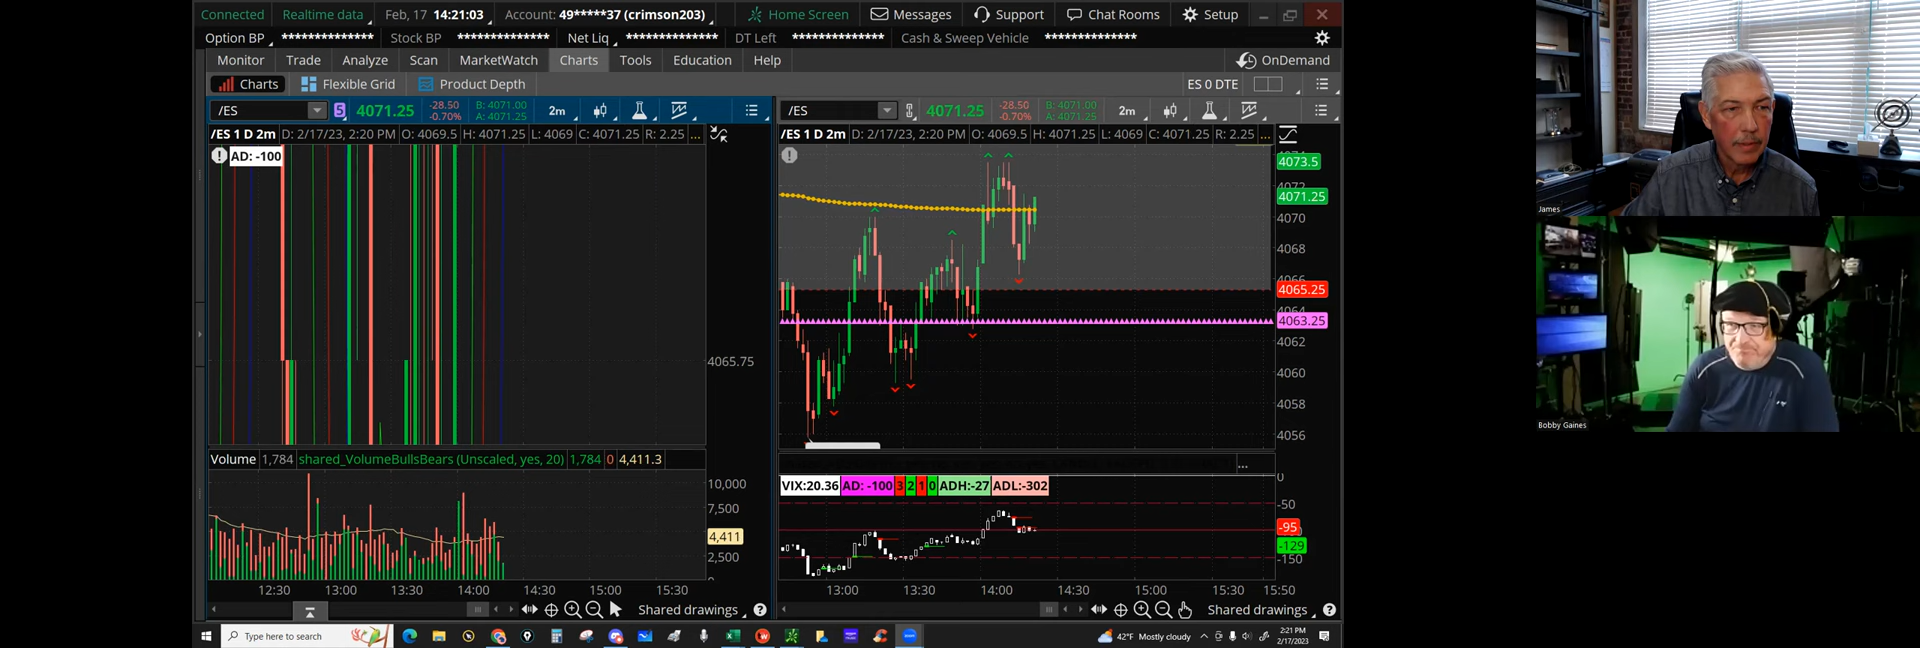 Connected Realtime data Feb, 17 14:21:03 Account: 49*****37 (crimson203) Home Screen Messages Support Chat Rooms Setup
Option BP ************** Stock BP ************** Net Liq ************** DT Left ************** Cash & Sweep Vehicle **************
Monitor Trade Analyze Scan MarketWatch Charts Tools Education Help OnDemand
Charts Flexible Grid Product Depth ES 0 DTE
/ES 5 4071.25 -28.50 -0.70% B: 4071.00 A: 4071.25 2m
/ES 4071.25 -28.50 -0.70% B: 4071.00 A: 4071.25 2m
/ES 1 D 2m D: 2/17/23, 2:20 PM O: 4069.5 H: 4071.25 L: 4069 C: 4071.25 R: 2.25 ...
/ES 1 D 2m D: 2/17/23, 2:20 PM O: 4069.5 H: 4071.25 L: 4069 C: 4071.25 R: 2.25 ...
AD: -100
4065.75
4073.5
4072
4071.25
4070
4068
4065.25
4063.25
4062
4060
4058
4056
Volume 1,784 shared_VolumeBullsBears (Unscaled, yes, 20) 1,784 0 4,411.3
10,000
7,500
4,411
2,500
VIX:20.36 AD: -100 3 2 1 0 ADH:-27 ADL:-302
0
-50
-95
-129
-150
12:30 13:00 13:30 14:00 14:30 15:00 15:30
13:00 13:30 14:00 14:30 15:00 15:30 15:50
Shared drawings
Shared drawings
Type here to search
42°F Mostly cloudy
2:21 PM
2/17/2023
James
Bobby Gaines